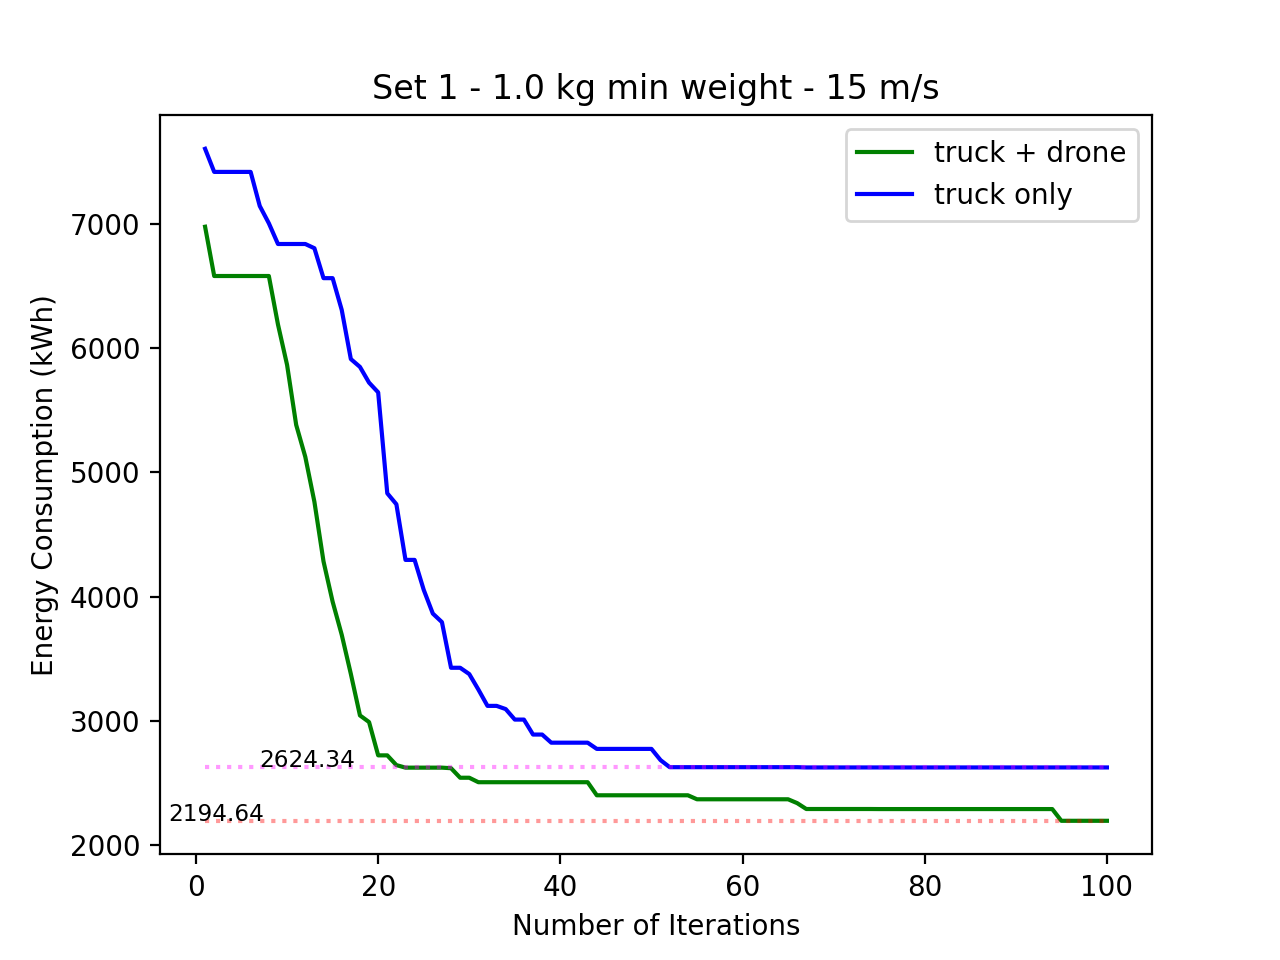 Set 1 - 1.0 kg min weight - 15 m/s
truck + drone
truck only
Energy Consumption (kWh)
7000
6000
5000
4000
3000
2000
2624.34
2194.64
0
20
40
60
80
100
Number of Iterations